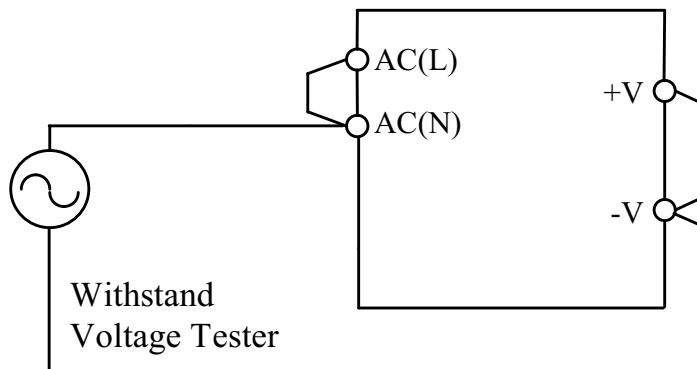 AC(L)
+V
AC(N)
-V
Withstand
Voltage Tester